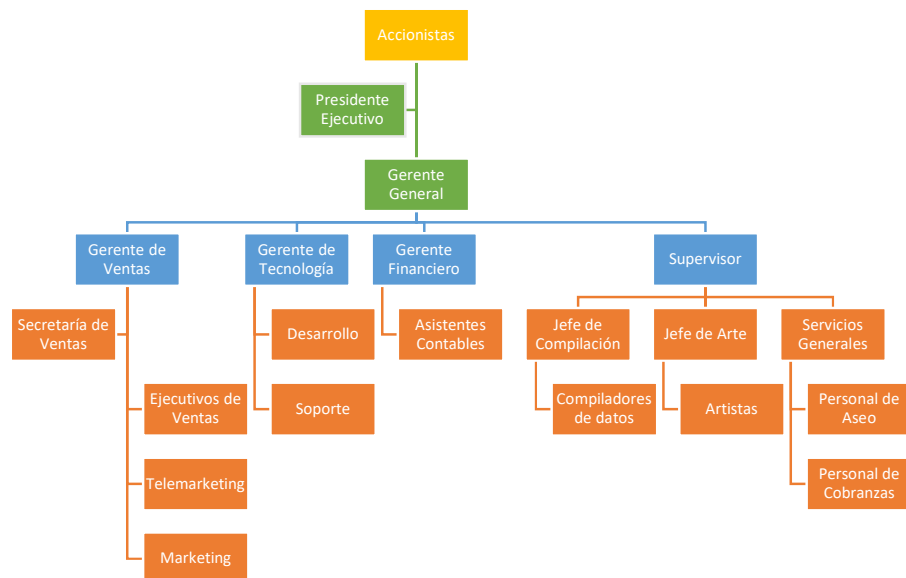 Accionistas
Presidente
Ejecutivo
Gerente
General
Gerente de
Ventas
Gerente de
Tecnología
Gerente
Financiero
Supervisor
Secretaría de
Ventas
Desarrollo
Asistentes
Contables
Jefe de
Compilación
Jefe de Arte
Servicios
Generales
Ejecutivos de
Ventas
Soporte
Compiladores
de datos
Artistas
Personal de
Aseo
Telemarketing
Personal de
Cobranzas
Marketing